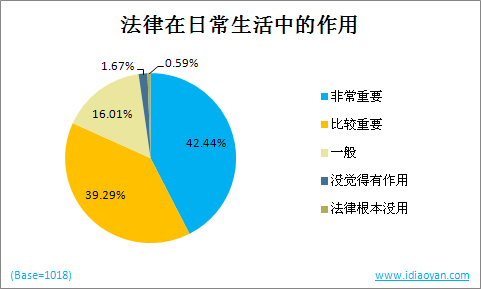 法律在日常生活中的作用
1.67%
0.59%
16.01%
42.44%
39.29%
非常重要
比较重要
一般
没觉得有作用
法律根本没用
(Base=1018)
www.idiaoyan.com